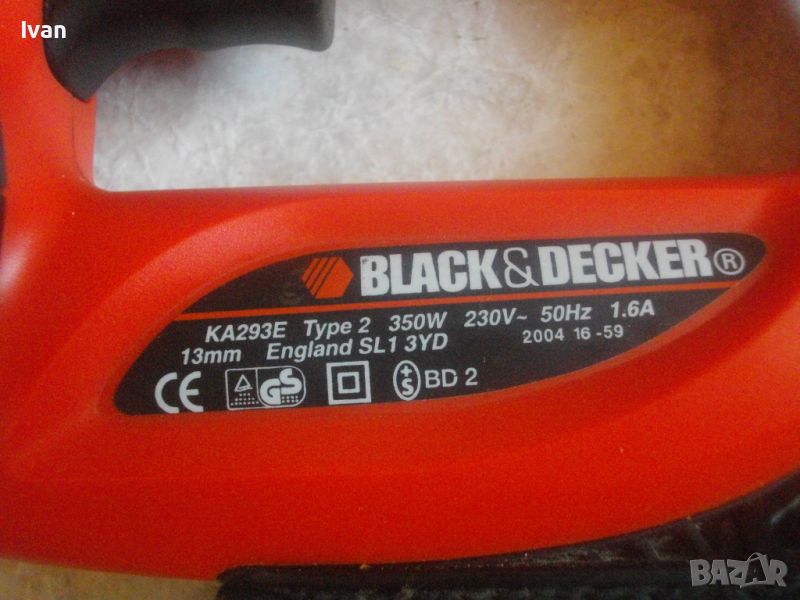 Ivan
BLACK&DECKER®
KA293E Type 2 350W 230V~ 50Hz 1.6A
13mm England SL1 3YD 2004 16-59
CE GS +S BD 2
BAZAR